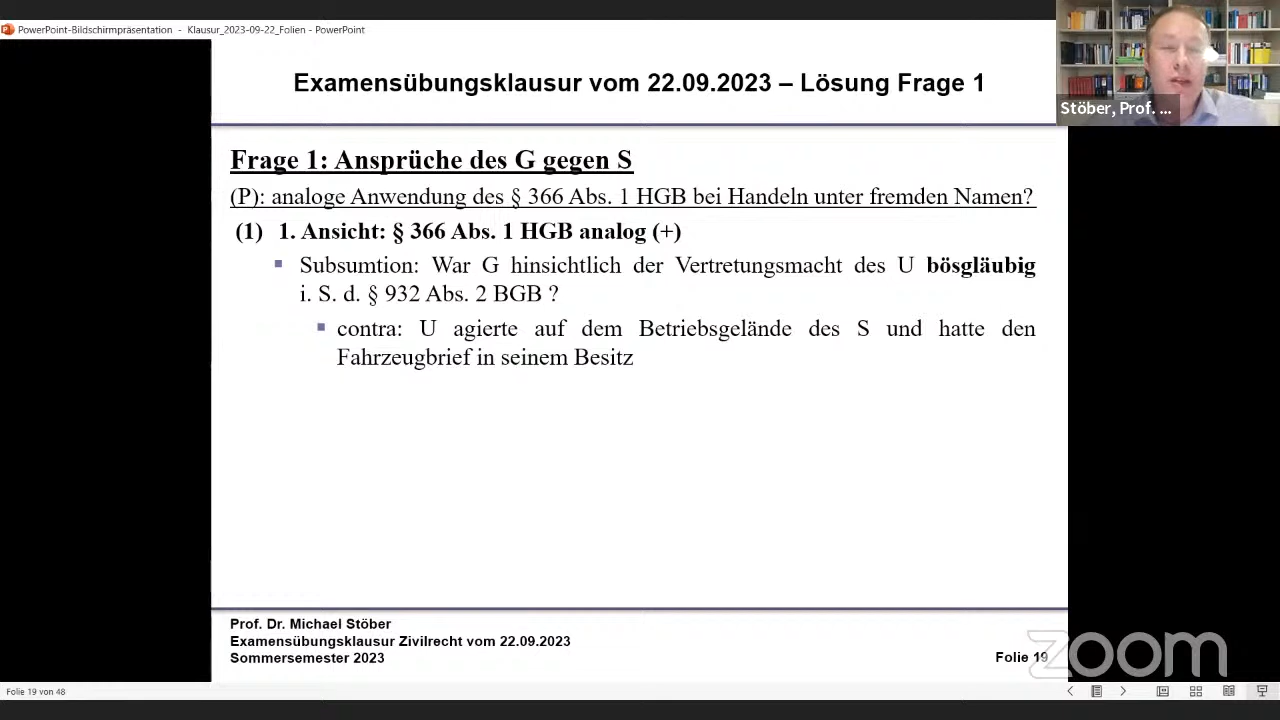 PowerPoint-Bildschirmpräsentation - Klausur_2023-09-22_Folien - PowerPoint
Stöber, Prof. ...
Examensübungsklausur vom 22.09.2023 – Lösung Frage 1
Frage 1: Ansprüche des G gegen S
(P): analoge Anwendung des § 366 Abs. 1 HGB bei Handeln unter fremden Namen?
(1) 1. Ansicht: § 366 Abs. 1 HGB analog (+)
Subsumtion: War G hinsichtlich der Vertretungsmacht des U bösgläubig
i. S. d. § 932 Abs. 2 BGB ?
contra: U agierte auf dem Betriebsgelände des S und hatte den
Fahrzeugbrief in seinem Besitz
Prof. Dr. Michael Stöber
Examensübungsklausur Zivilrecht vom 22.09.2023
Sommersemester 2023
Folie 19
zoom
Folie 19 von 48